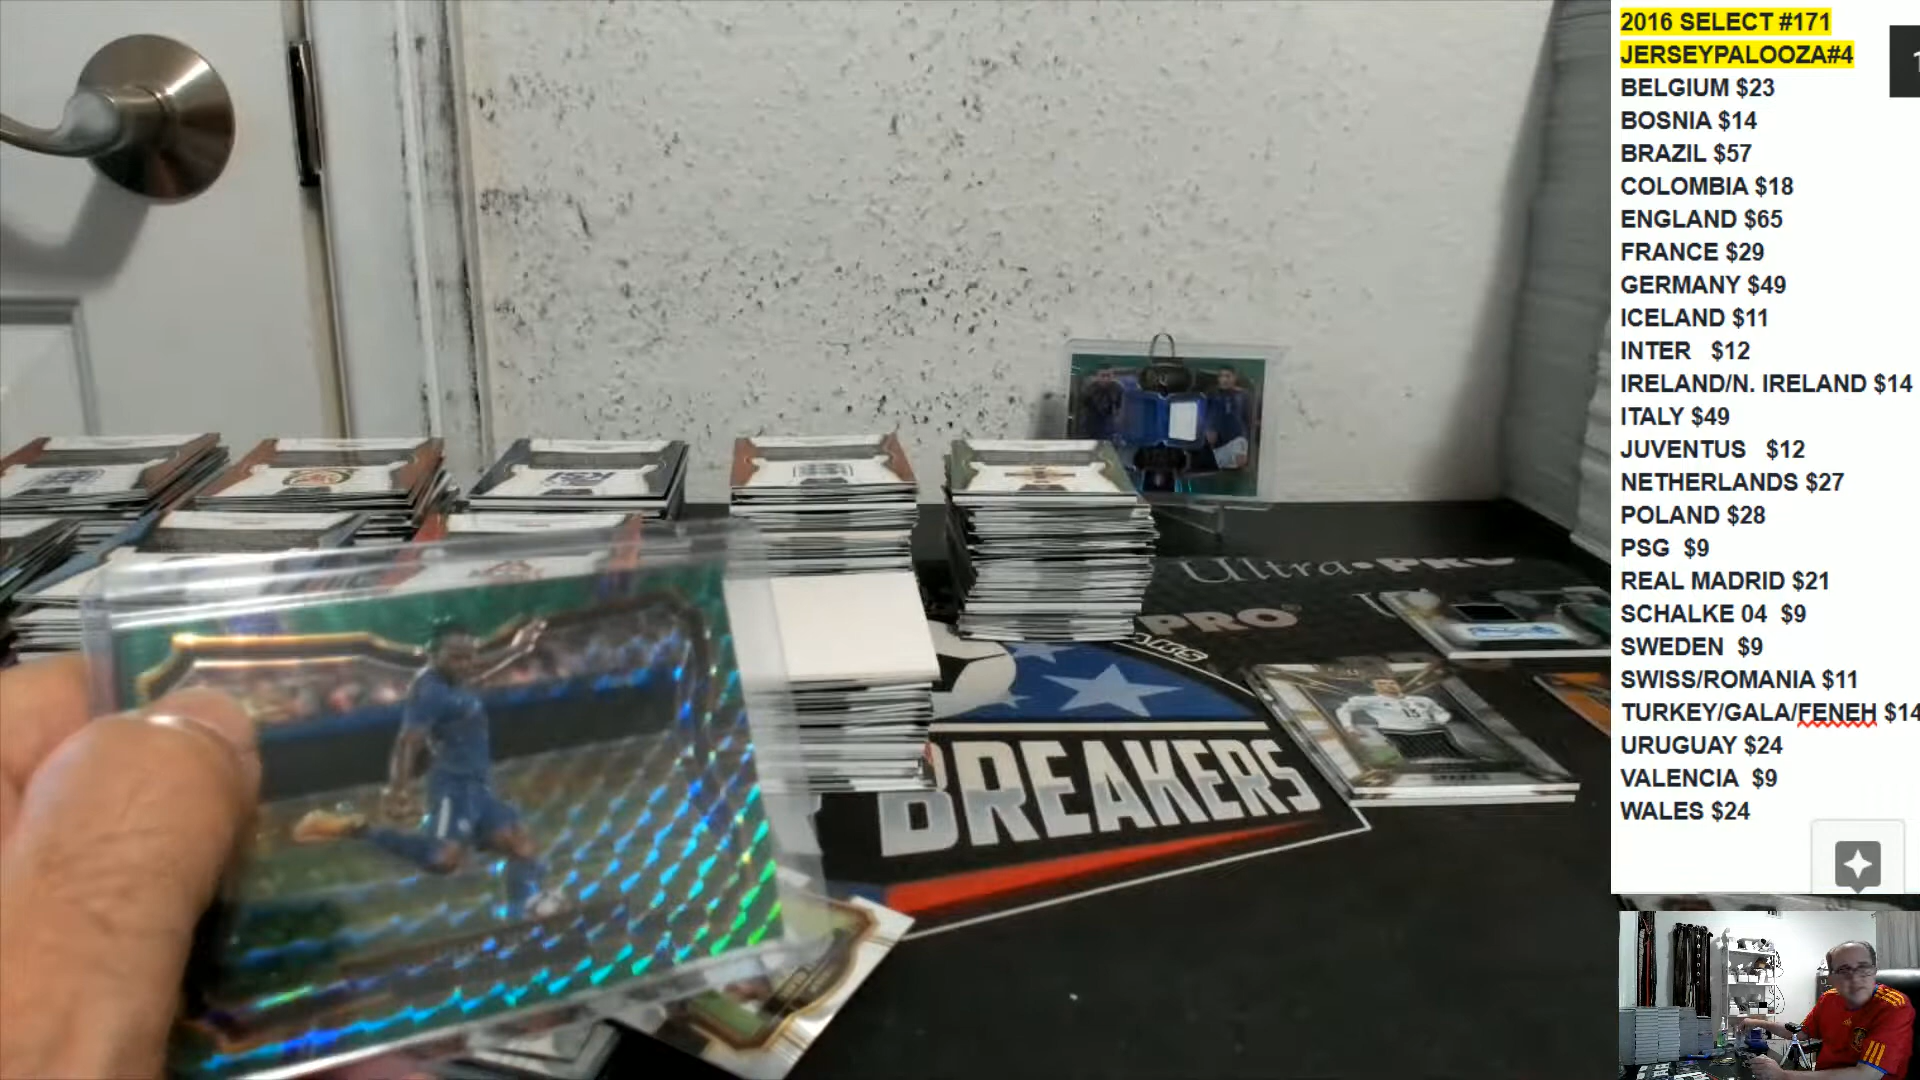 2016 SELECT #171
JERSEYPALOOZA#4
BELGIUM $23
BOSNIA $14
BRAZIL $57
COLOMBIA $18
ENGLAND $65
FRANCE $29
GERMANY $49
ICELAND $11
INTER $12
IRELAND/N. IRELAND $14
ITALY $49
JUVENTUS $12
NETHERLANDS $27
POLAND $28
PSG $9
REAL MADRID $21
SCHALKE 04 $9
SWEDEN $9
SWISS/ROMANIA $11
TURKEY/GALA/FENEH $14
URUGUAY $24
VALENCIA $9
WALES $24
Ultra•PRO
PRO
BREAKERS